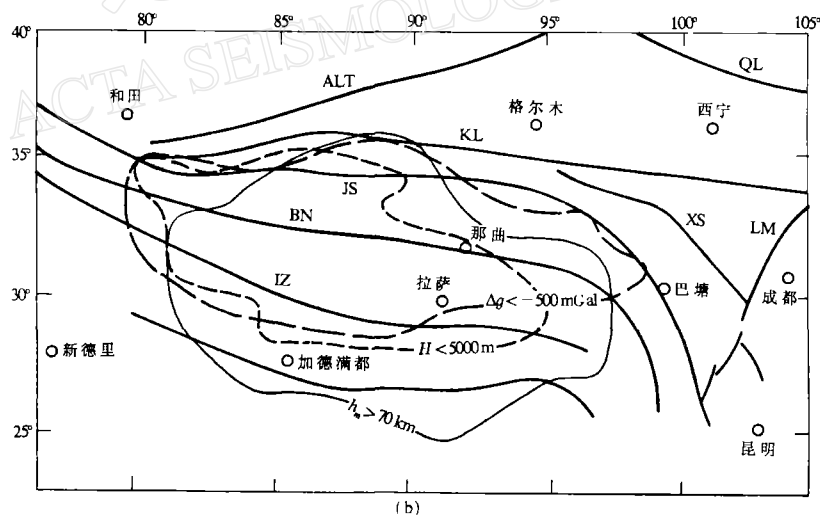 80°
85°
90°
95°
100°
105°
40°
35°
30°
25°
ACTA SEISMOLOG
ALT
QL
和田
格尔木
西宁
KL
JS
BN
XS
LM
那曲
IZ
拉萨
Δg<−500 mGal
巴塘
成都
新德里
H<5000 m
加德满都
hₘ>70 km
昆明
(b)